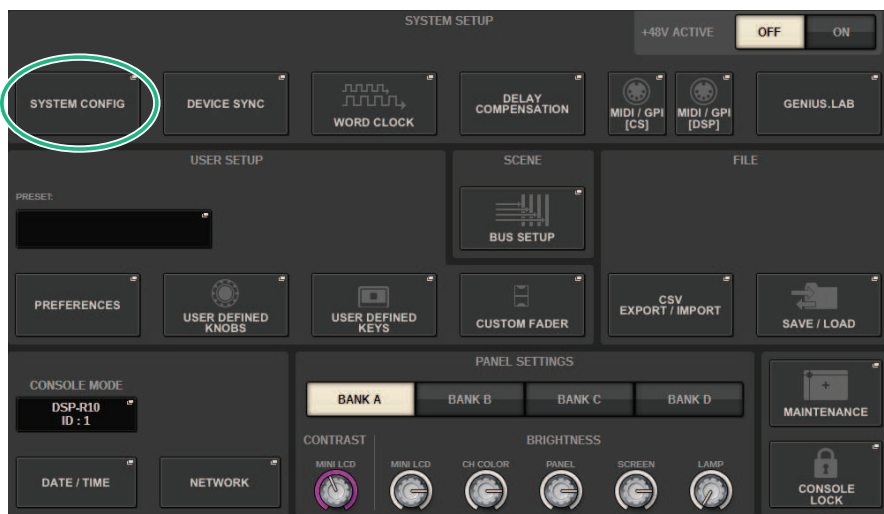 SYSTEM SETUP
+48V ACTIVE
OFF
ON
SYSTEM CONFIG
DEVICE SYNC
WORD CLOCK
DELAY
COMPENSATION
MIDI / GPI
[CS]
MIDI / GPI
[DSP]
GENIUS.LAB
USER SETUP
SCENE
FILE
PRESET:
BUS SETUP
PREFERENCES
USER DEFINED
KNOBS
USER DEFINED
KEYS
CUSTOM FADER
CSV
EXPORT / IMPORT
SAVE / LOAD
PANEL SETTINGS
CONSOLE MODE
DSP-R10
ID : 1
BANK A
BANK B
BANK C
BANK D
MAINTENANCE
CONTRAST
BRIGHTNESS
MINI LCD
MINI LCD
CH COLOR
PANEL
SCREEN
LAMP
DATE / TIME
NETWORK
CONSOLE
LOCK